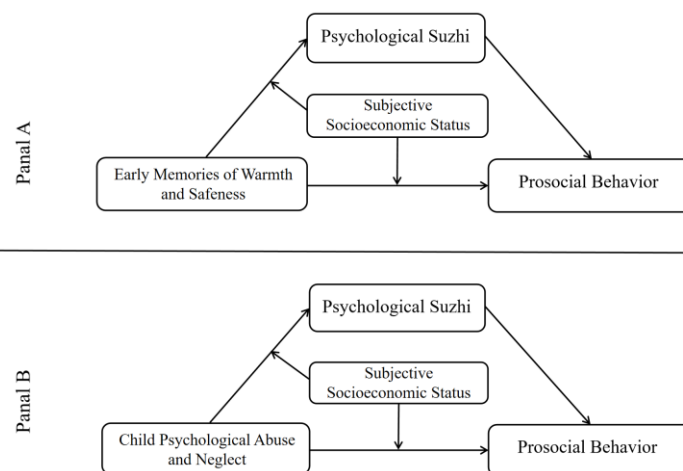 Panal A
Psychological Suzhi
Subjective
Socioeconomic Status
Early Memories of Warmth
and Safeness
Prosocial Behavior
Panal B
Psychological Suzhi
Subjective
Socioeconomic Status
Child Psychological Abuse
and Neglect
Prosocial Behavior